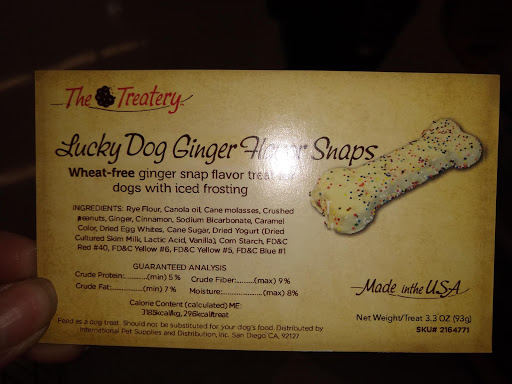 The Treatery
Lucky Dog Ginger Flavor Snaps
Wheat-free ginger snap flavor treat for
dogs with iced frosting
INGREDIENTS: Rye Flour, Canola oil, Cane molasses, Crushed
peanuts, Ginger, Cinnamon, Sodium Bicarbonate, Caramel
Color, Dried Egg Whites, Cane Sugar, Dried Yogurt (Dried
Cultured Skim Milk, Lactic Acid, Vanilla), Corn Starch, FD&C
Red #40, FD&C Yellow #6, FD&C Yellow #5, FD&C Blue #1
GUARANTEED ANALYSIS
Crude Protein:............(min) 5% Crude Fiber:.......(max) 9%
Crude Fat:..................(min) 7% Moisture:................(max) 8%
Calorie Content (calculated) ME:
3185kcal/kg, 296kcal/treat
Feed as a dog treat. Should not be substituted for your dog's food. Distributed by
International Pet Supplies and Distribution, Inc. San Diego, CA, 92127
Made in the USA
Net Weight/Treat 3.3 OZ (93g)
SKU# 2164771